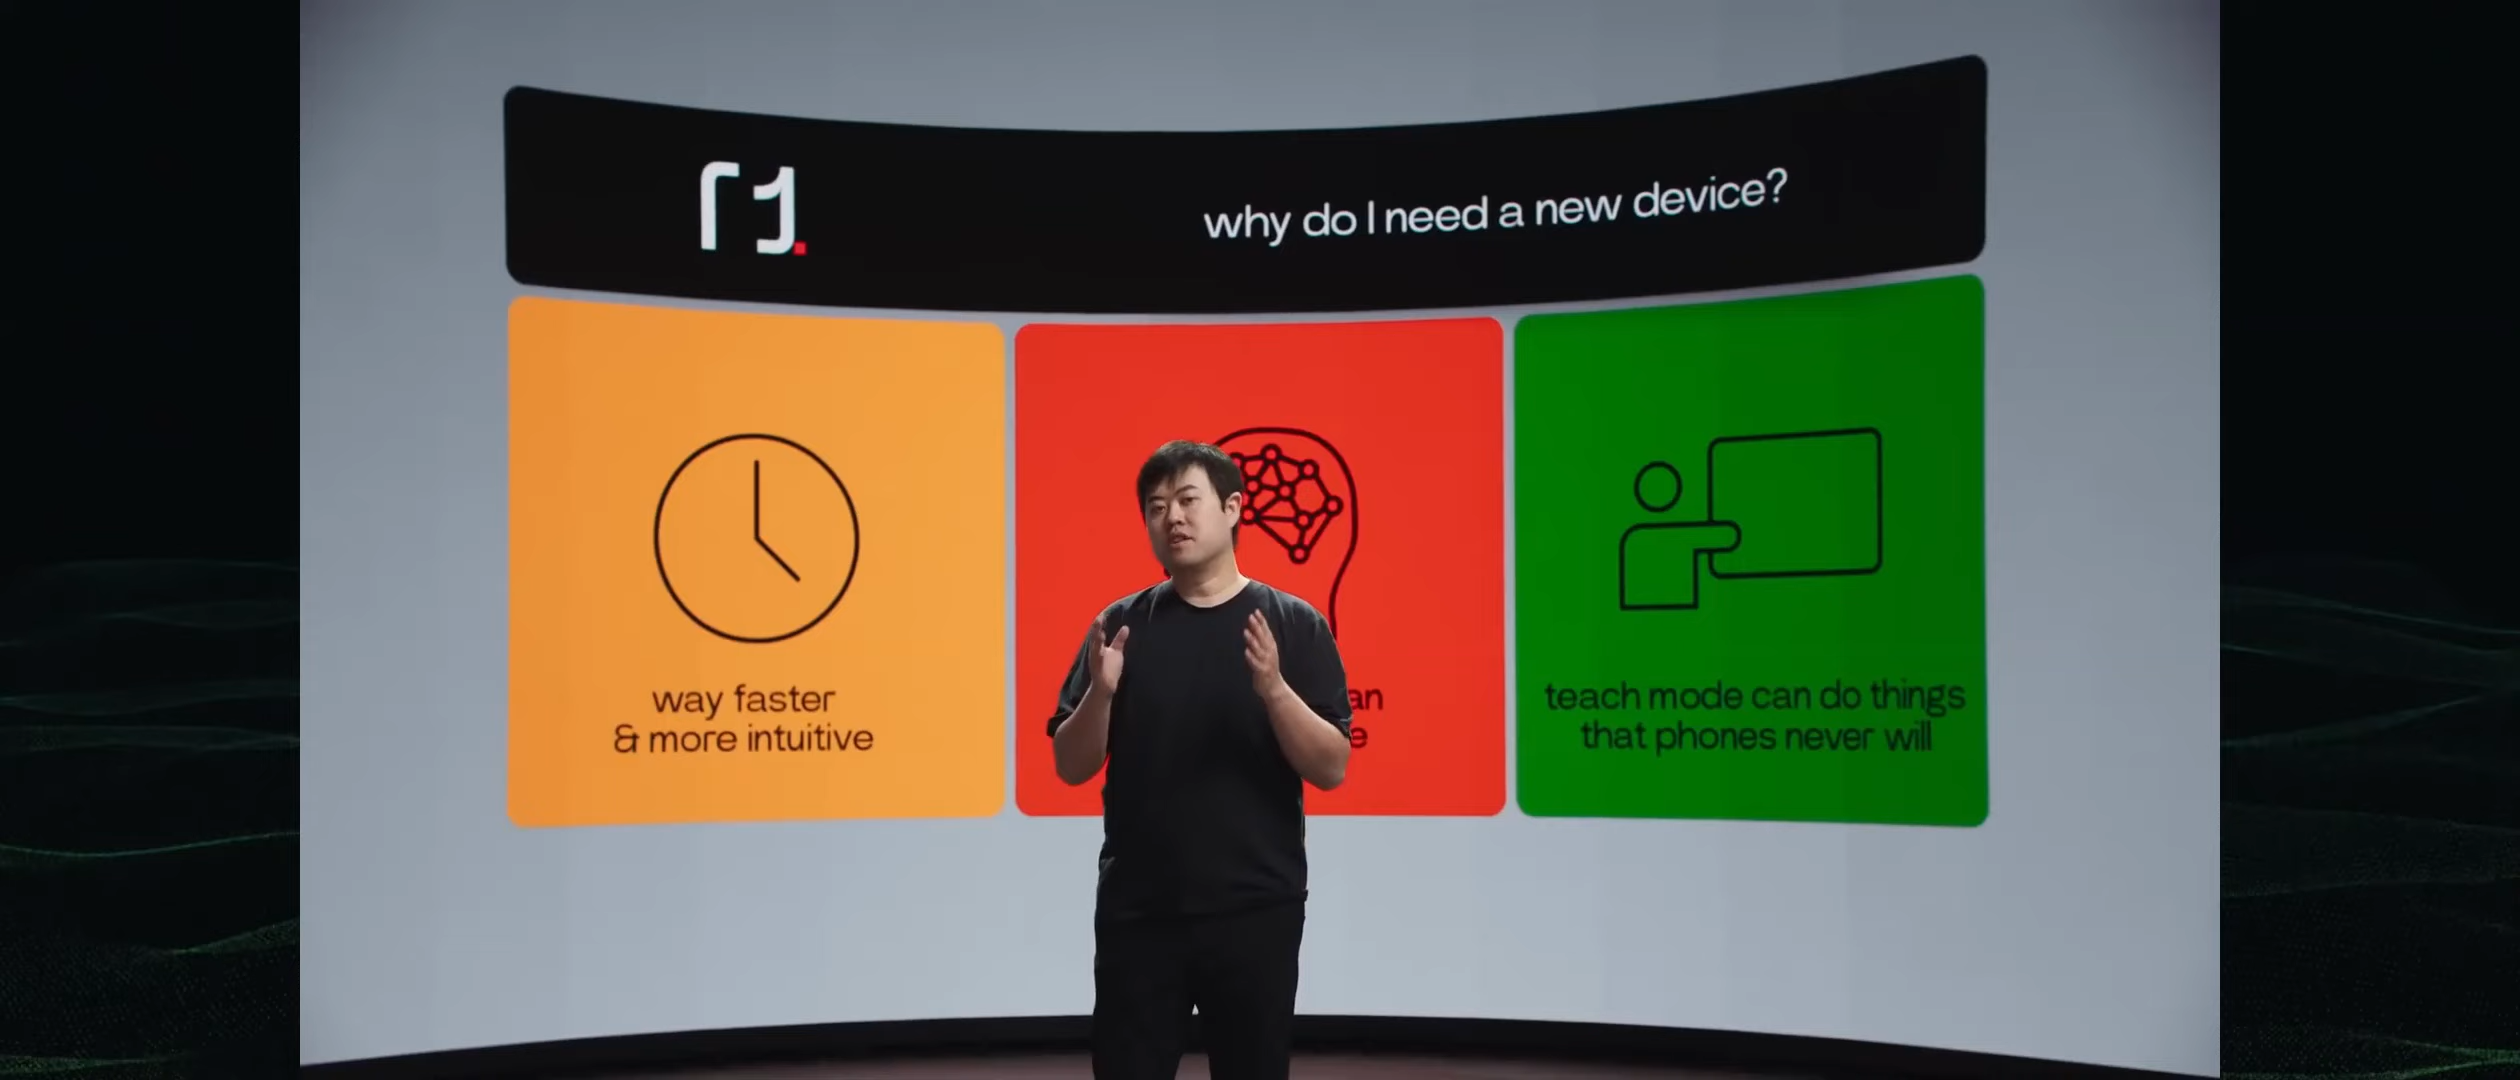 r1.
why do I need a new device?
way faster
& more intuitive
teach mode can do things
that phones never will